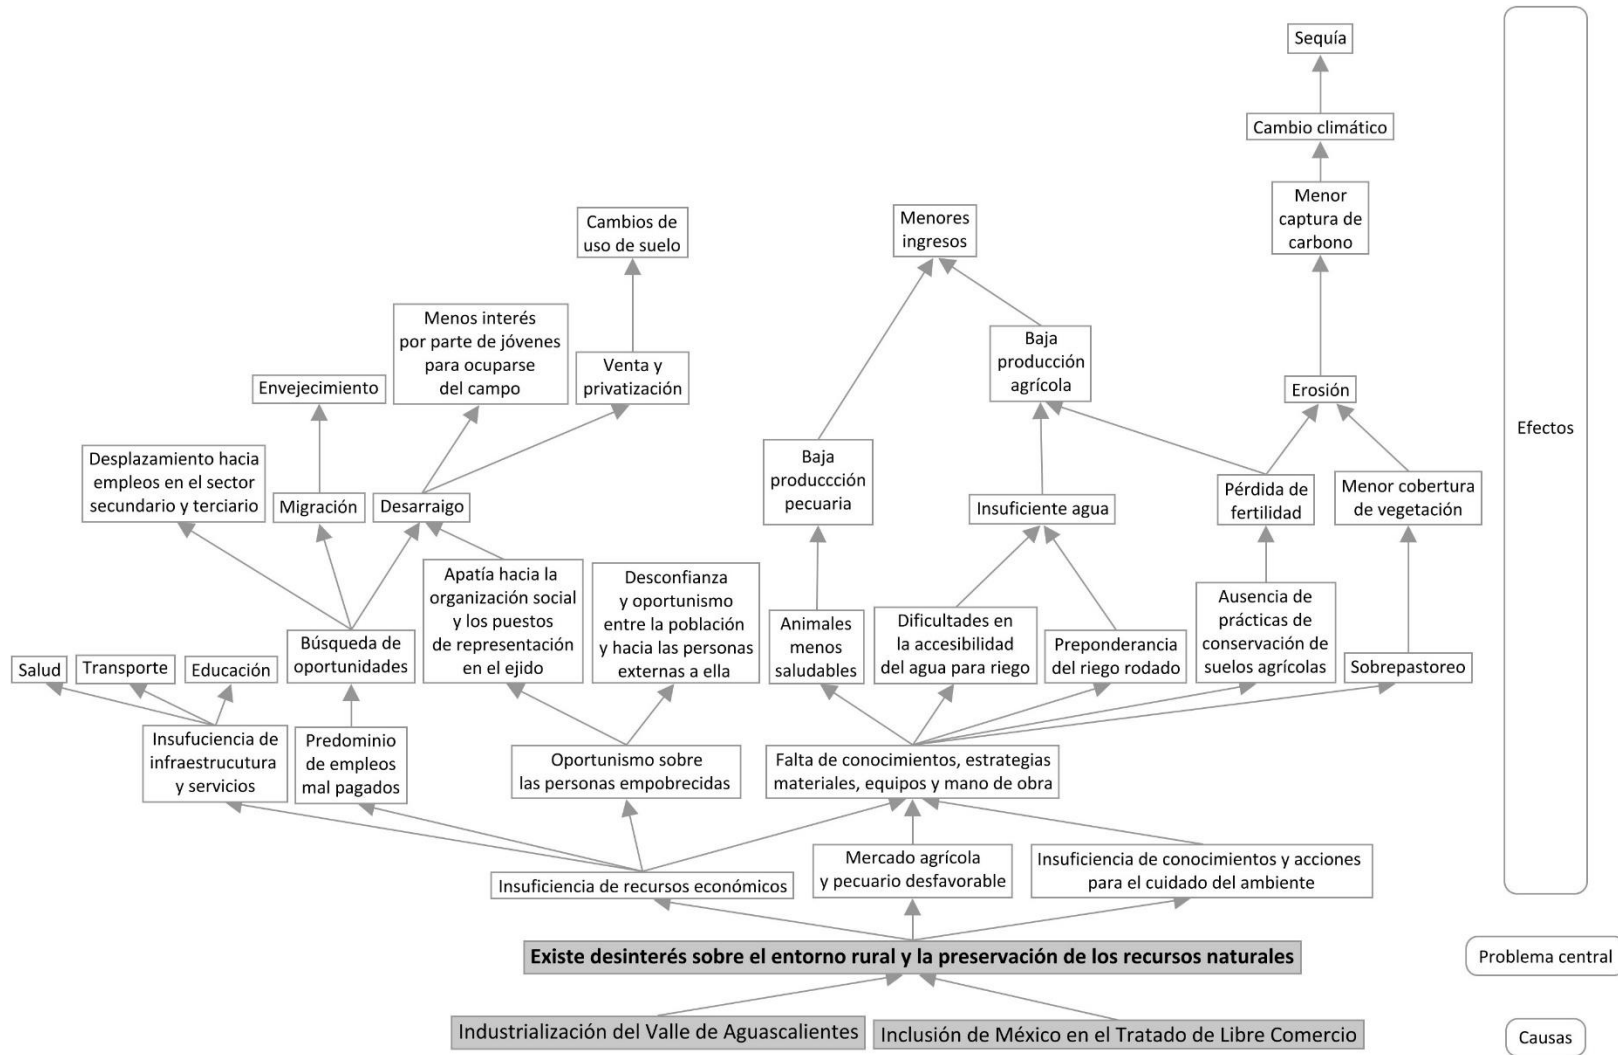 Sequía
Cambio climático
Menor
captura de
carbono
Cambios de
uso de suelo
Menores
ingresos
Menos interés
por parte de jóvenes
para ocuparse
del campo
Venta y
privatización
Baja
producción
agrícola
Envejecimiento
Erosión
Efectos
Desplazamiento hacia
empleos en el sector
secundario y terciario
Migración
Desarraigo
Baja
produccción
pecuaria
Insuficiente agua
Pérdida de
fertilidad
Menor cobertura
de vegetación
Salud
Transporte
Educación
Búsqueda de
oportunidades
Apatía hacia la
organización social
y los puestos
de representación
en el ejido
Desconfianza
y oportunismo
entre la población
y hacia las personas
externas a ella
Animales
menos
saludables
Dificultades en
la accesibilidad
del agua para riego
Preponderancia
del riego rodado
Ausencia de
prácticas de
conservación de
suelos agrícolas
Sobrepastoreo
Insufuciencia de
infraestrucutura
y servicios
Predominio
de empleos
mal pagados
Oportunismo sobre
las personas empobrecidas
Falta de conocimientos, estrategias
materiales, equipos y mano de obra
Insuficiencia de recursos económicos
Mercado agrícola
y pecuario desfavorable
Insuficiencia de conocimientos y acciones
para el cuidado del ambiente
Existe desinterés sobre el entorno rural y la preservación de los recursos naturales
Problema central
Industrialización del Valle de Aguascalientes
Inclusión de México en el Tratado de Libre Comercio
Causas